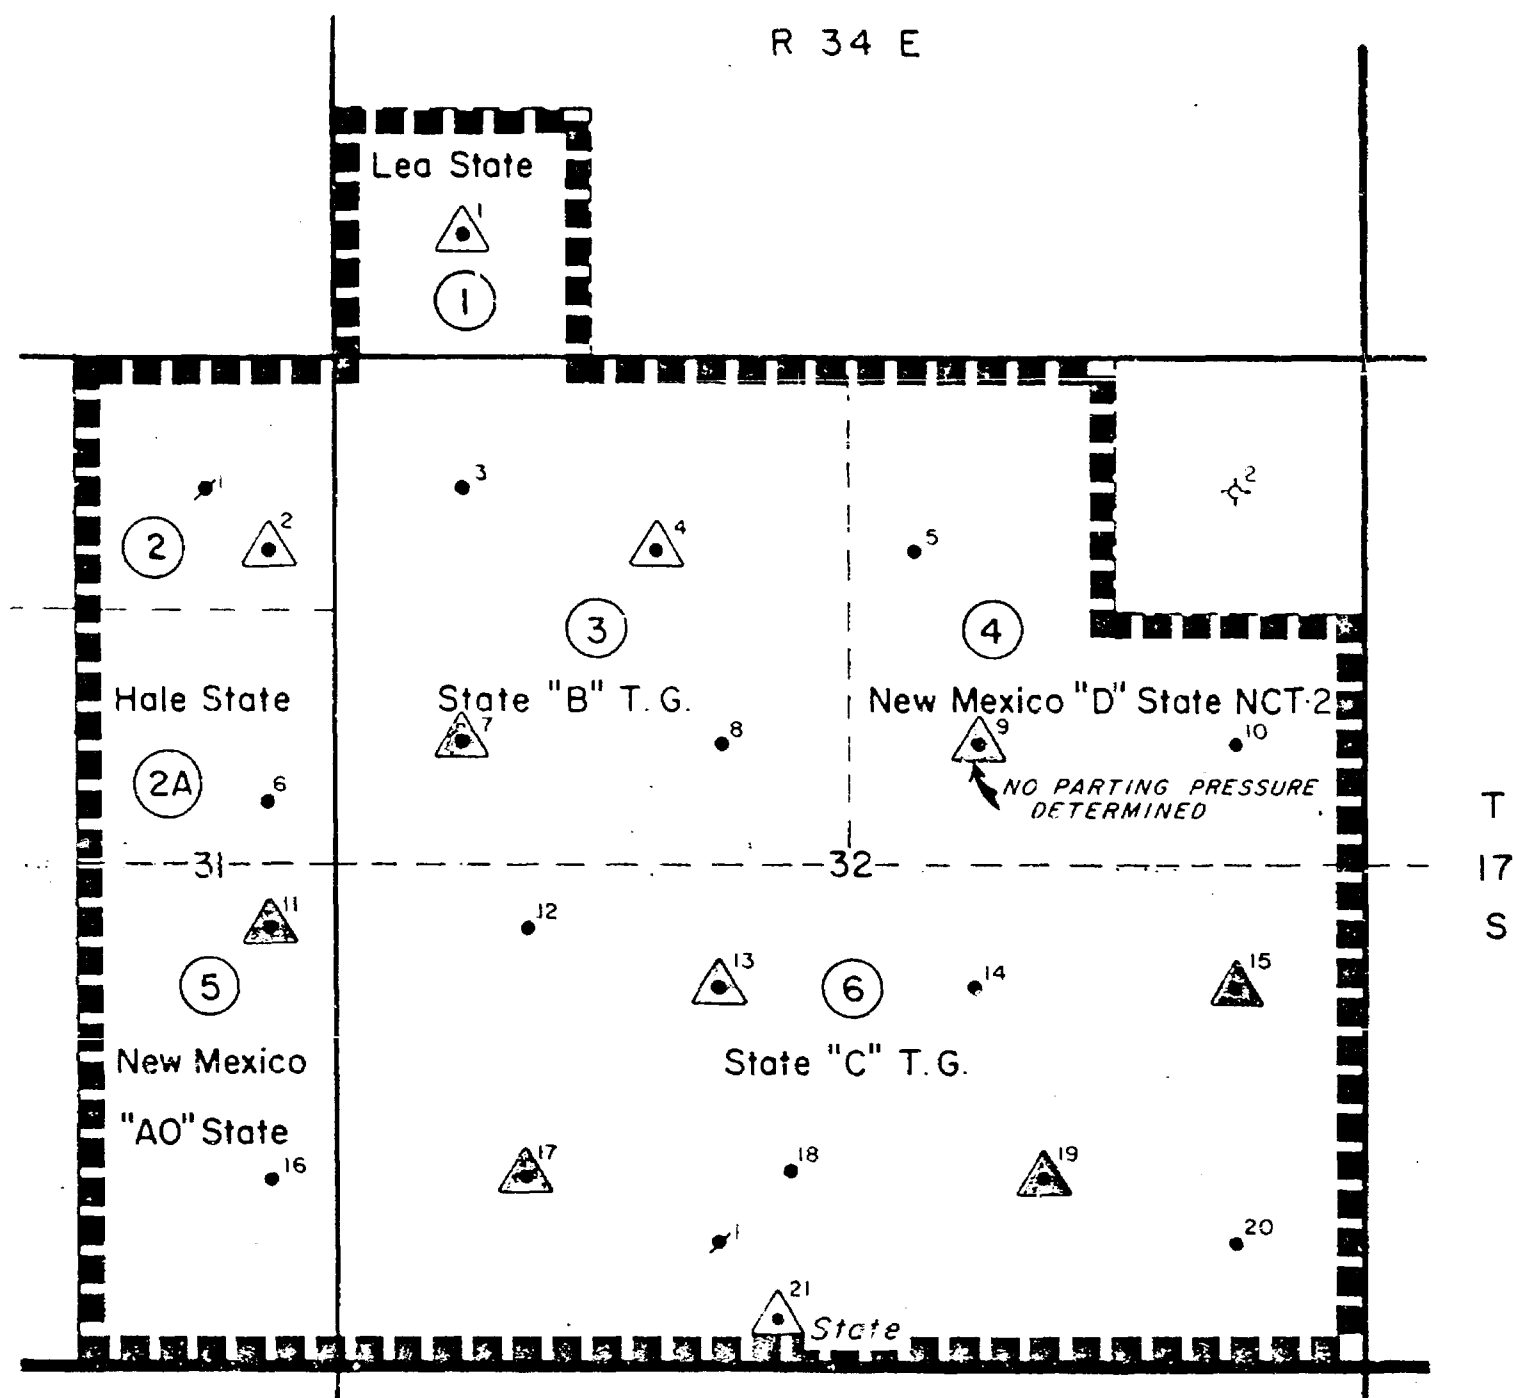 R 34 E
Lea State
1
1
1
2
2
3
4
5
2
3
4
Hale State
State "B" T. G.
New Mexico "D" State NCT-2
7
8
9
10
2A
6
NO PARTING PRESSURE
DETERMINED
T
17
S
31
32
11
12
13
14
15
5
6
New Mexico
"AO" State
State "C" T. G.
16
17
18
19
1
20
21
State